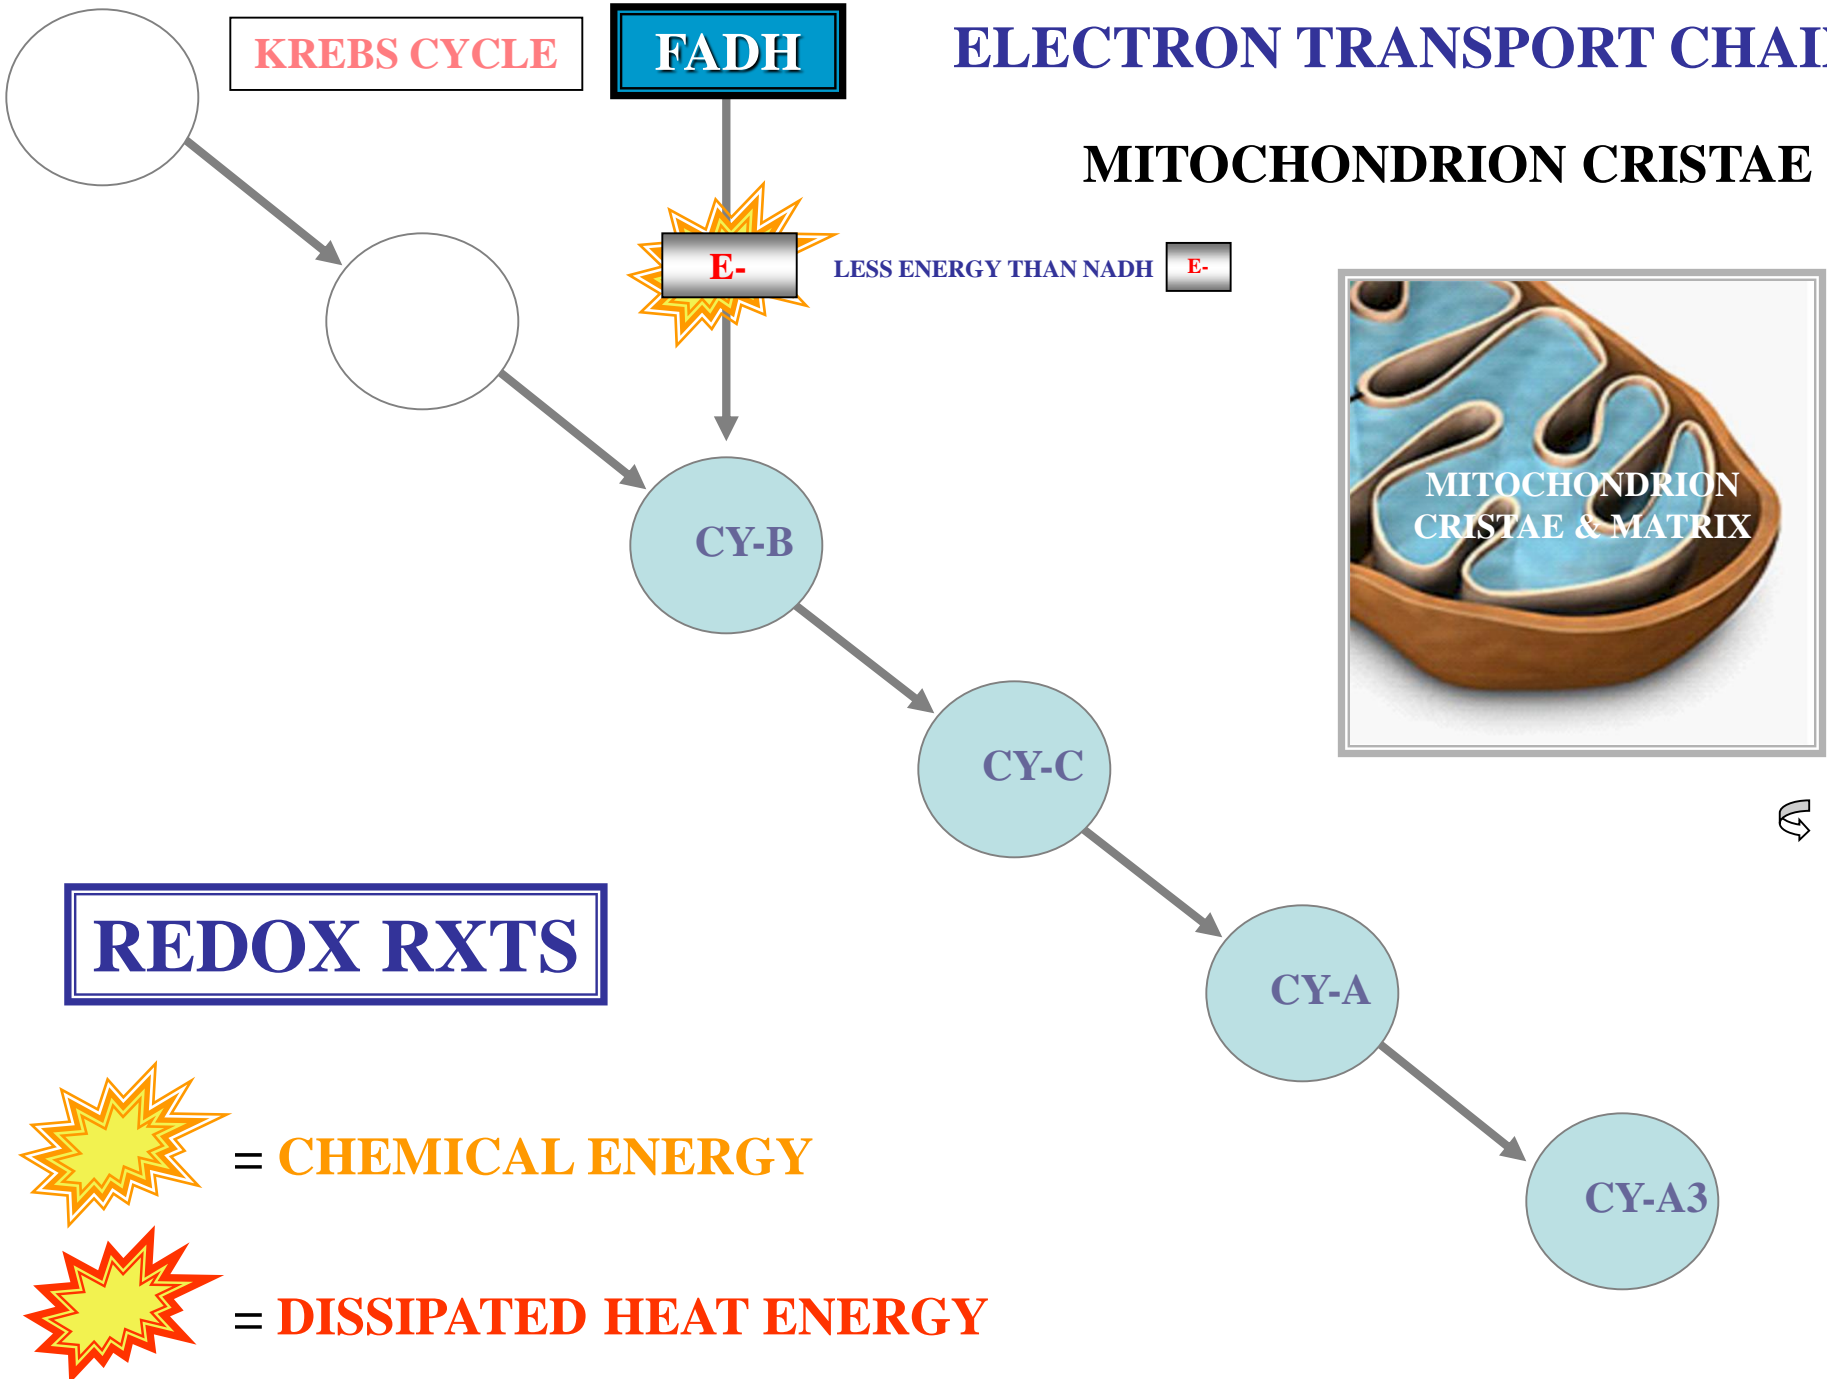 KREBS CYCLE
FADH
ELECTRON TRANSPORT CHAI
MITOCHONDRION CRISTAE
E-
LESS ENERGY THAN NADH
E-
MITOCHONDRION
CRISTAE & MATRIX
CY-B
CY-C
CY-A
CY-A3
REDOX RXTS
= CHEMICAL ENERGY
= DISSIPATED HEAT ENERGY